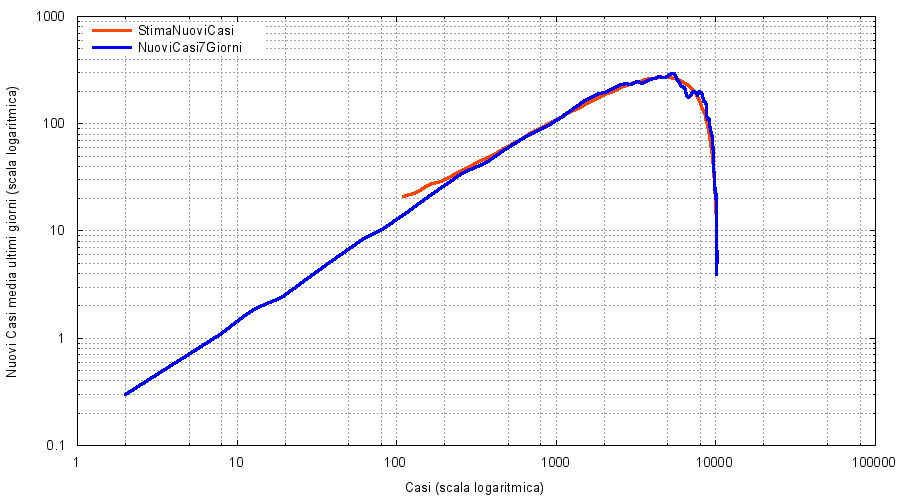 1000
100
10
1
0.1
Nuovi Casi media ultimi giorni (scala logaritmica)
StimaNuoviCasi
NuoviCasi7Giorni
1 10 100 1000 10000 100000
Casi (scala logaritmica)